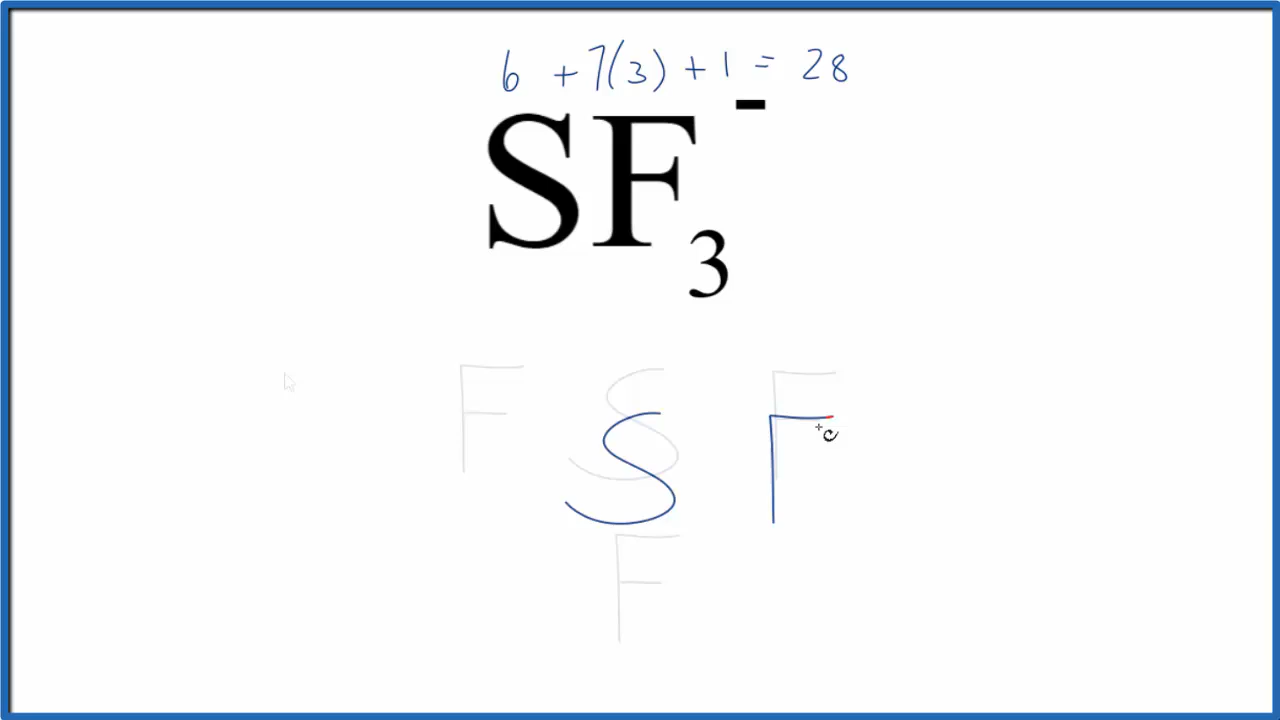 6 + 7(3) + 1 = 28
SF₃⁻
F S F
S F
F